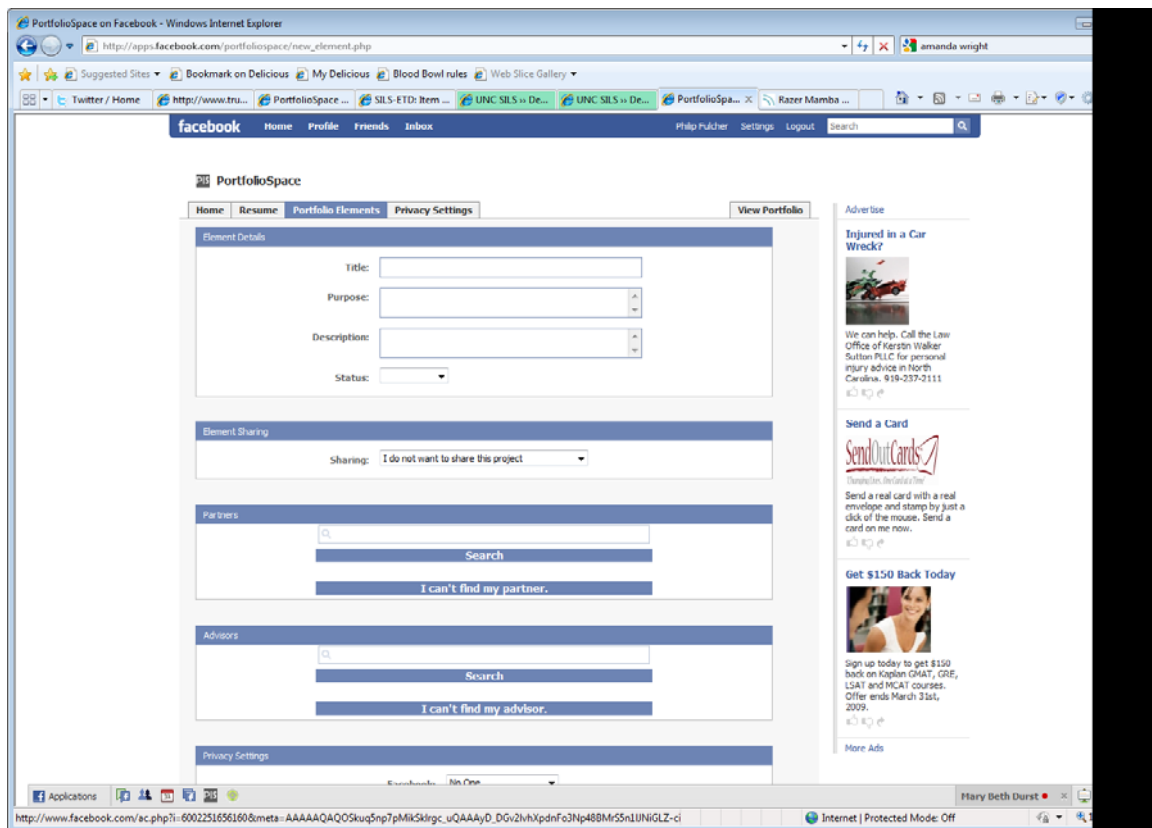 PortfolioSpace on Facebook - Windows Internet Explorer
http://apps.facebook.com/portfoliospace/new_element.php
amanda wright
Suggested Sites
Bookmark on Delicious
My Delicious
Blood Bowl rules
Web Slice Gallery
Twitter / Home
http://www.tru...
PortfolioSpace ...
SILS-ETD: Item ...
UNC SILS » De...
UNC SILS » De...
PortfolioSpa...
Razer Mamba ...
facebook Home Profile Friends Inbox
Philip Fulcher Settings Logout Search
PortfolioSpace
Home Resume Portfolio Elements Privacy Settings View Portfolio
Element Details
Title:
Purpose:
Description:
Status:
Element Sharing
Sharing: I do not want to share this project
Partners
Search
I can't find my partner.
Advisors
Search
I can't find my advisor.
Privacy Settings
Facebook: No One
Advertise
Injured in a Car
Wreck?
We can help. Call the Law
Office of Kerstin Walker
Sutton PLLC for personal
injury advice in North
Carolina. 919-237-2111
Send a Card
SendOutCards
Send a real card with a real
envelope and stamp by just a
click of the mouse. Send a
card on me now.
Get $150 Back Today
Sign up today to get $150
back on Kaplan GMAT, GRE,
LSAT and MCAT courses.
Offer ends March 31st,
2009.
More Ads
Applications
Mary Beth Durst
Internet | Protected Mode: Off